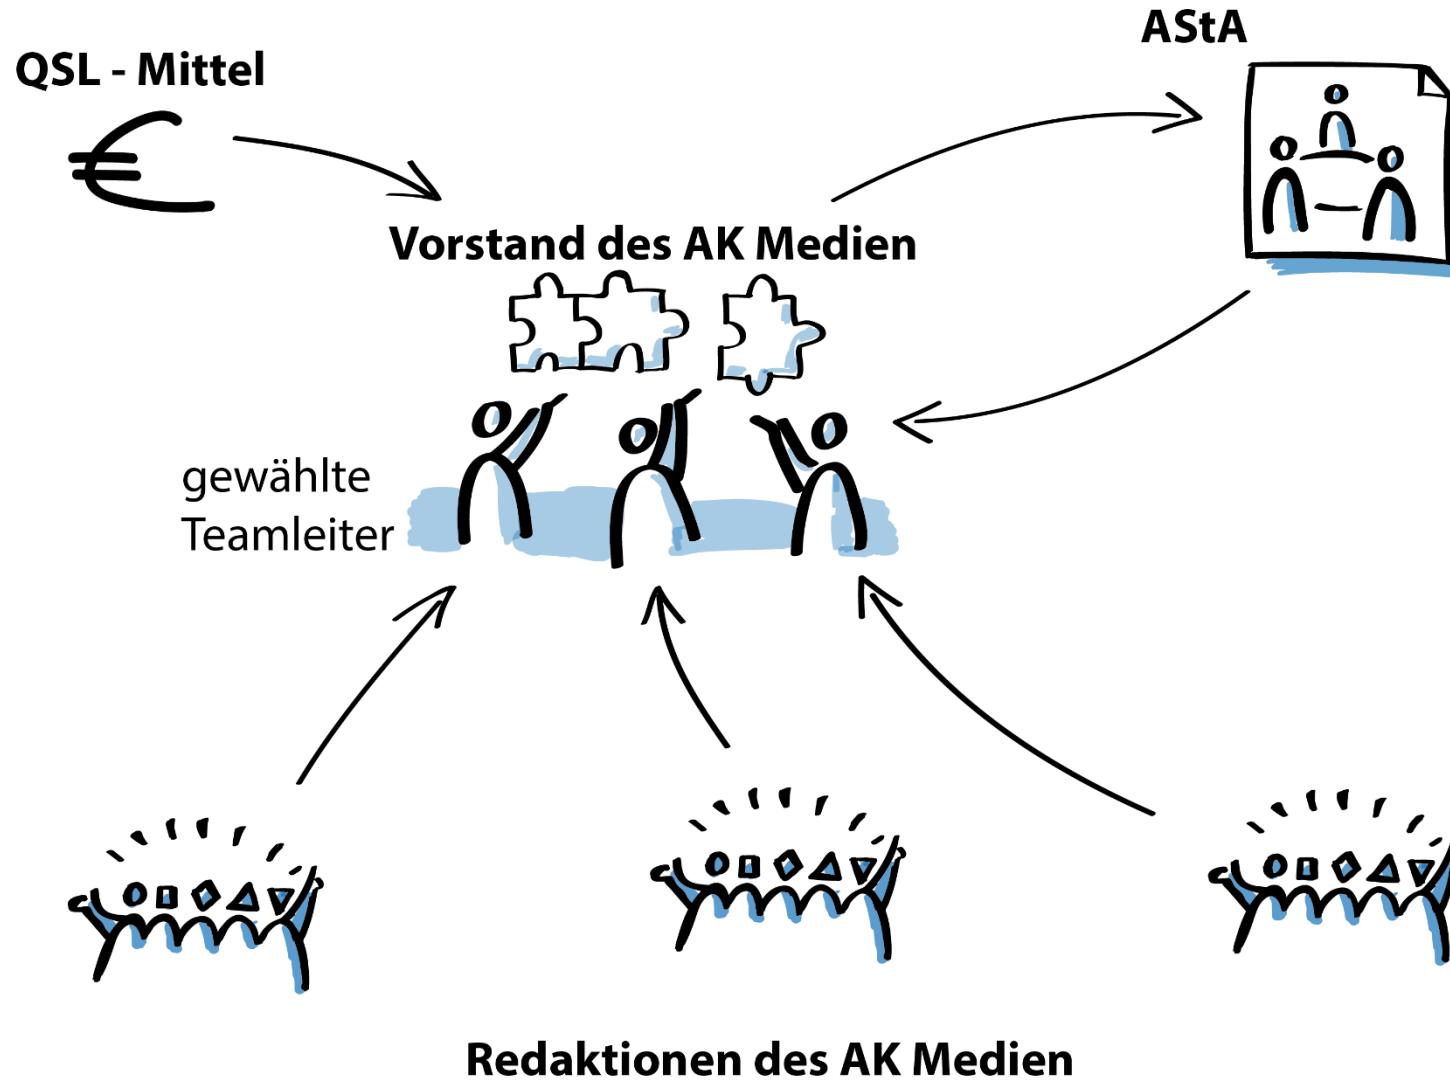 AStA
QSL - Mittel
Vorstand des AK Medien
gewählte
Teamleiter
Redaktionen des AK Medien